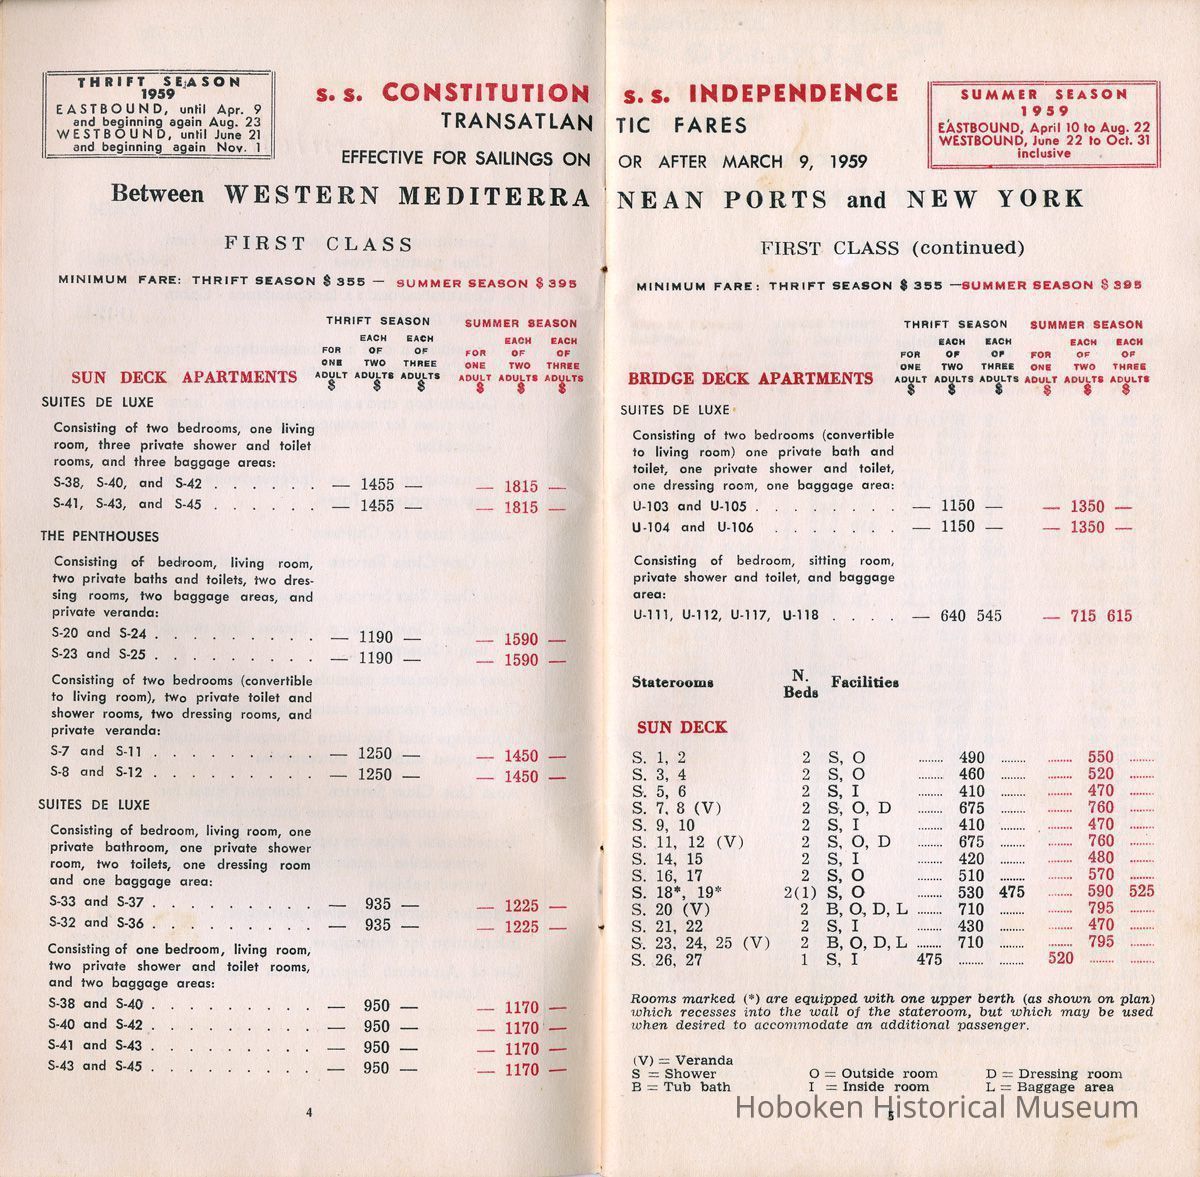 THRIFT SEASON
1959
EASTBOUND, until Apr. 9
and beginning again Aug. 23
WESTBOUND, until June 21
and beginning again Nov. 1
s. s. CONSTITUTION
TRANSATLAN
EFFECTIVE FOR SAILINGS ON
Between WESTERN MEDITERRA
FIRST CLASS
MINIMUM FARE: THRIFT SEASON $ 355 — SUMMER SEASON $ 395
THRIFT SEASON SUMMER SEASON
EACH EACH EACH EACH
FOR OF OF FOR OF OF
ONE TWO THREE ONE TWO THREE
SUN DECK APARTMENTS ADULT ADULTS ADULTS ADULT ADULTS ADULTS
$ $ $ $ $ $
SUITES DE LUXE
Consisting of two bedrooms, one living
room, three private shower and toilet
rooms, and three baggage areas:
S-38, S-40, and S-42 . . . . . . — 1455 — — 1815 —
S-41, S-43, and S-45 . . . . . . — 1455 — — 1815 —
THE PENTHOUSES
Consisting of bedroom, living room,
two private baths and toilets, two dres-
sing rooms, two baggage areas, and
private veranda:
S-20 and S-24 . . . . . . . . . — 1190 — — 1590 —
S-23 and S-25 . . . . . . . . . — 1190 — — 1590 —
Consisting of two bedrooms (convertible
to living room), two private toilet and
shower rooms, two dressing rooms, and
private veranda:
S-7 and S-11 . . . . . . . . . — 1250 — — 1450 —
S-8 and S-12 . . . . . . . . . — 1250 — — 1450 —
SUITES DE LUXE
Consisting of bedroom, living room, one
private bathroom, one private shower
room, two toilets, one dressing room
and one baggage area:
S-33 and S-37 . . . . . . . . . — 935 — — 1225 —
S-32 and S-36 . . . . . . . . . — 935 — — 1225 —
Consisting of one bedroom, living room,
two private shower and toilet rooms,
and two baggage areas:
S-38 and S-40 . . . . . . . . . — 950 — — 1170 —
S-40 and S-42 . . . . . . . . . — 950 — — 1170 —
S-41 and S-43 . . . . . . . . . — 950 — — 1170 —
S-43 and S-45 . . . . . . . . . — 950 — — 1170 —
4
s. s. INDEPENDENCE
TIC FARES
OR AFTER MARCH 9, 1959
NEAN PORTS and NEW YORK
SUMMER SEASON
1959
EASTBOUND, April 10 to Aug. 22
WESTBOUND, June 22 to Oct. 31
inclusive
FIRST CLASS (continued)
MINIMUM FARE: THRIFT SEASON $ 355 — SUMMER SEASON $ 395
THRIFT SEASON SUMMER SEASON
EACH EACH EACH EACH
FOR OF OF FOR OF OF
ONE TWO THREE ONE TWO THREE
BRIDGE DECK APARTMENTS ADULT ADULTS ADULTS ADULT ADULTS ADULTS
$ $ $ $ $ $
SUITES DE LUXE
Consisting of two bedrooms (convertible
to living room) one private bath and
toilet, one private shower and toilet,
one dressing room, one baggage area:
U-103 and U-105 . . . . . . . . — 1150 — — 1350 —
U-104 and U-106 . . . . . . . — 1150 — — 1350 —
Consisting of bedroom, sitting room,
private shower and toilet, and baggage
area:
U-111, U-112, U-117, U-118 . . . . — 640 545 — 715 615
Staterooms N. Beds Facilities
SUN DECK
S. 1, 2 2 S, O ....... 490 ....... ....... 550 .......
S. 3, 4 2 S, O ....... 460 ....... ....... 520 .......
S. 5, 6 2 S, I ....... 410 ....... ....... 470 .......
S. 7, 8 (V) 2 S, O, D ....... 675 ....... ....... 760 .......
S. 9, 10 2 S, I ....... 410 ....... ....... 470 .......
S. 11, 12 (V) 2 S, O, D ....... 675 ....... ....... 760 .......
S. 14, 15 2 S, I ....... 420 ....... ....... 480 .......
S. 16, 17 2 S, O ....... 510 ....... ....... 570 .......
S. 18*, 19* 2(1) S, O ....... 530 475 ....... 590 525
S. 20 (V) 2 B, O, D, L ....... 710 ....... ....... 795 .......
S. 21, 22 2 S, I ....... 430 ....... ....... 470 .......
S. 23, 24, 25 (V) 2 B, O, D, L ....... 710 ....... ....... 795 .......
S. 26, 27 1 S, I 475 ....... ....... 520 ....... .......
Rooms marked (*) are equipped with one upper berth (as shown on plan)
which recesses into the wall of the stateroom, but which may be used
when desired to accommodate an additional passenger.
(V) = Veranda
S = Shower O = Outside room D = Dressing room
B = Tub bath I = Inside room L = Baggage area
Hoboken Historical Museum
5